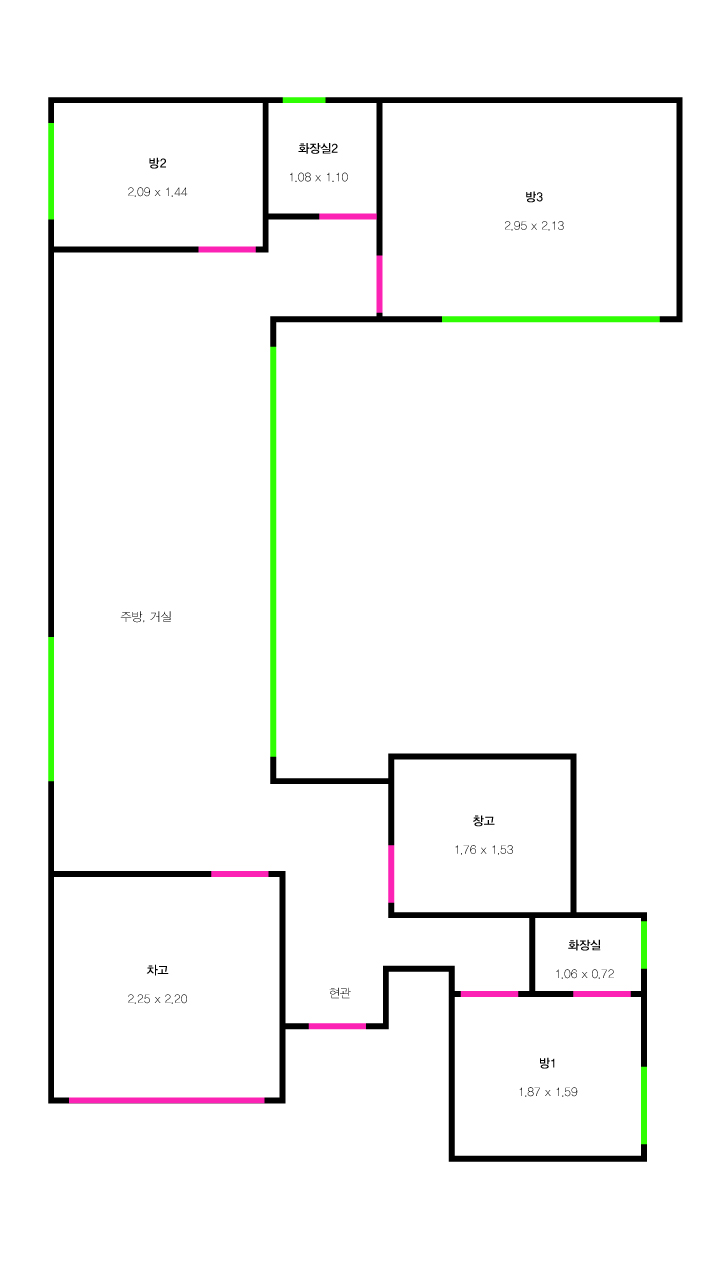 화장실2
1.08 x 1.10
방2
2.09 x 1.44
방3
2.95 x 2.13
주방, 거실
창고
1.76 x 1.53
화장실
1.06 x 0.72
차고
2.25 x 2.20
현관
방1
1.87 x 1.59